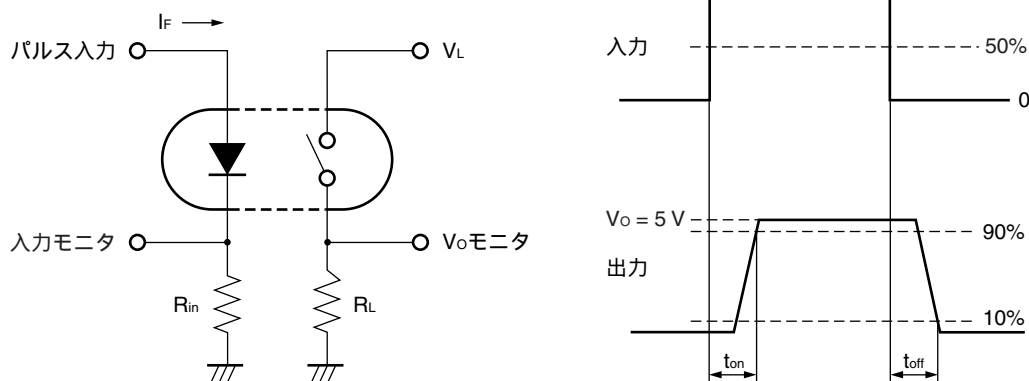 IF
パルス入力
VL
入力モニタ
VOモニタ
Rin
RL
入力
50%
0
VO = 5 V
90%
出力
10%
ton
toff